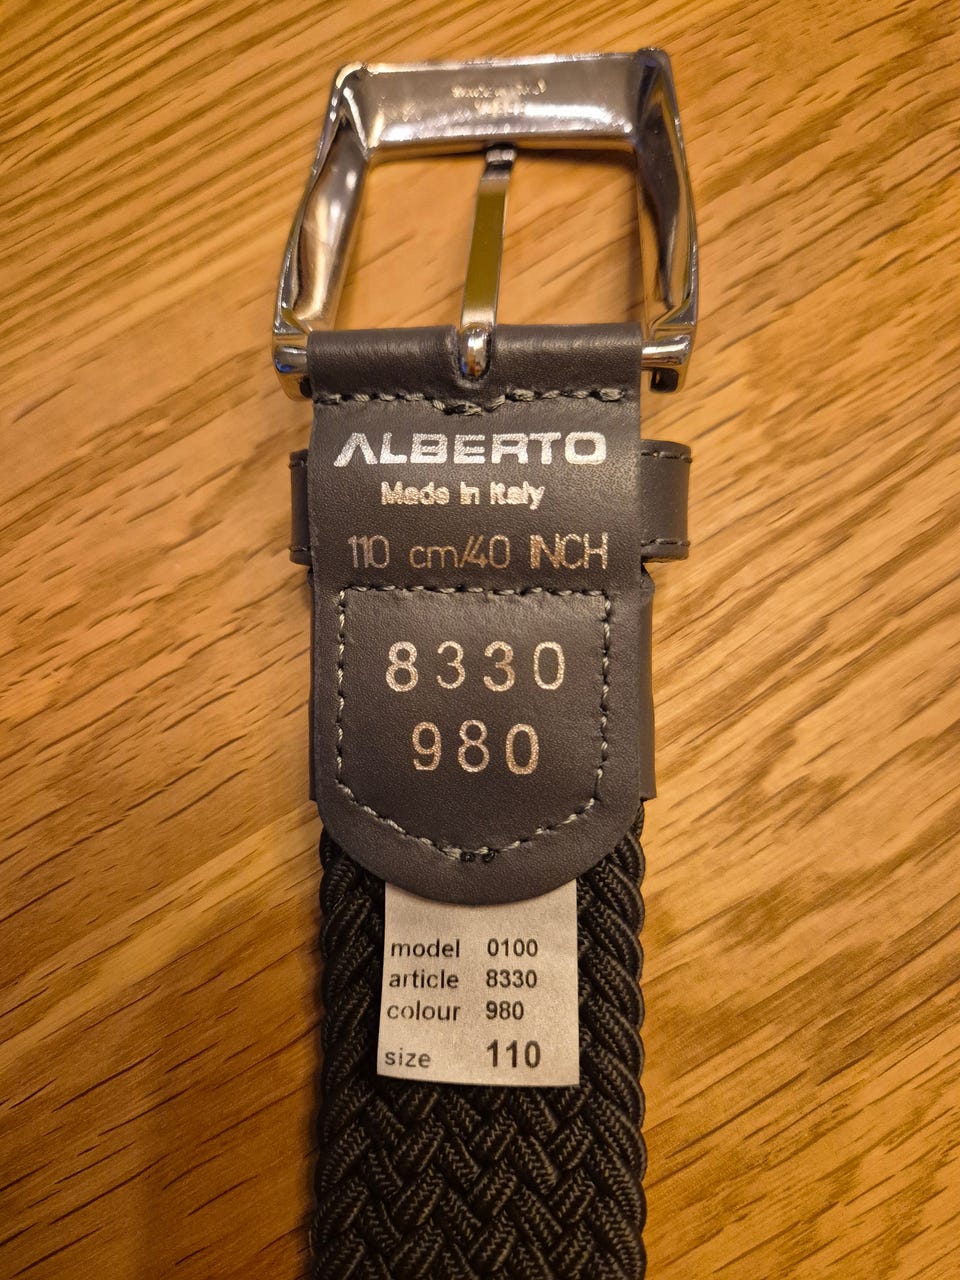 ALBERTO
Made in Italy
110 cm/40 INCH
8330
980
model 0100
article 8330
colour 980
size 110